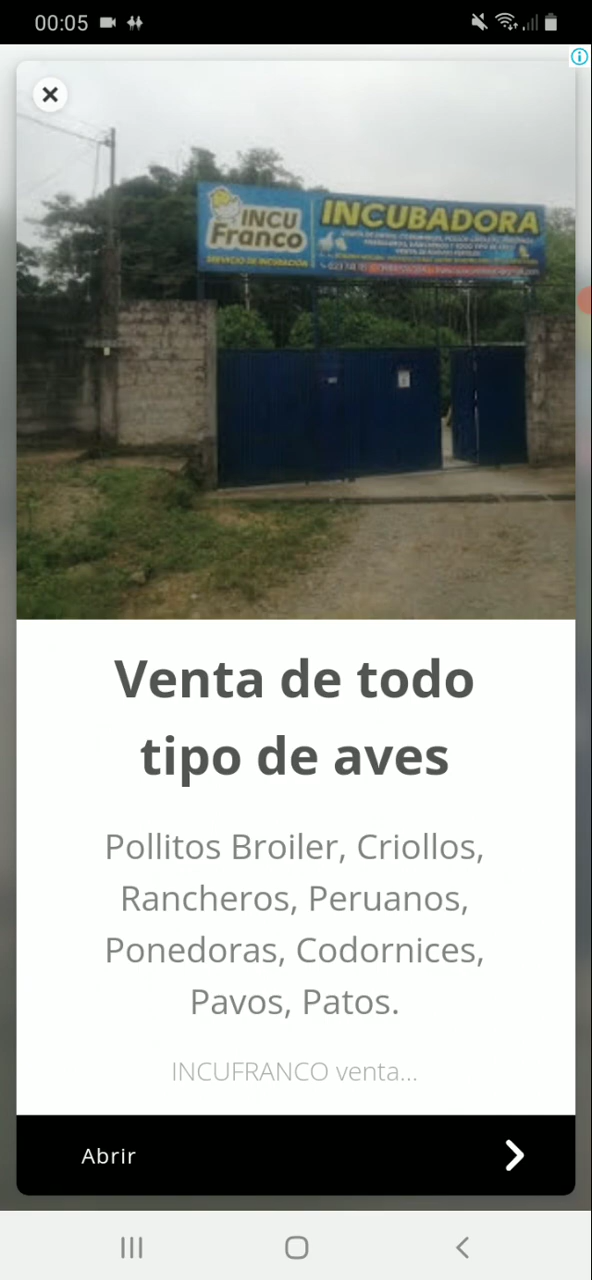 00:05
INCU
Franco
SERVICIO DE INCUBACIÓN
INCUBADORA
Venta de todo
tipo de aves
Pollitos Broiler, Criollos,
Rancheros, Peruanos,
Ponedoras, Codornices,
Pavos, Patos.
INCUFRANCO venta...
Abrir